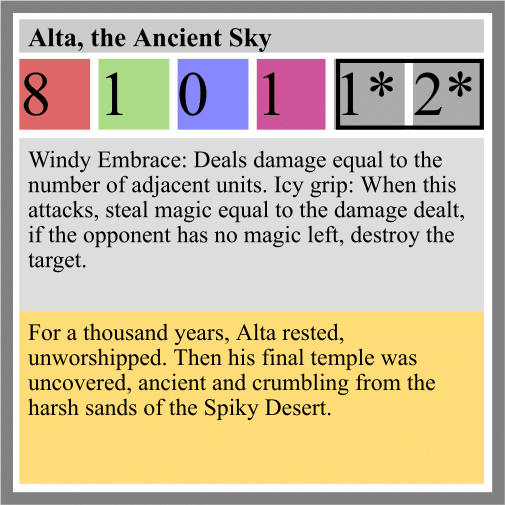 Alta, the Ancient Sky
8 1 0 1 1* 2*
Windy Embrace: Deals damage equal to the
number of adjacent units. Icy grip: When this
attacks, steal magic equal to the damage dealt,
if the opponent has no magic left, destroy the
target.
For a thousand years, Alta rested,
unworshipped. Then his final temple was
uncovered, ancient and crumbling from the
harsh sands of the Spiky Desert.